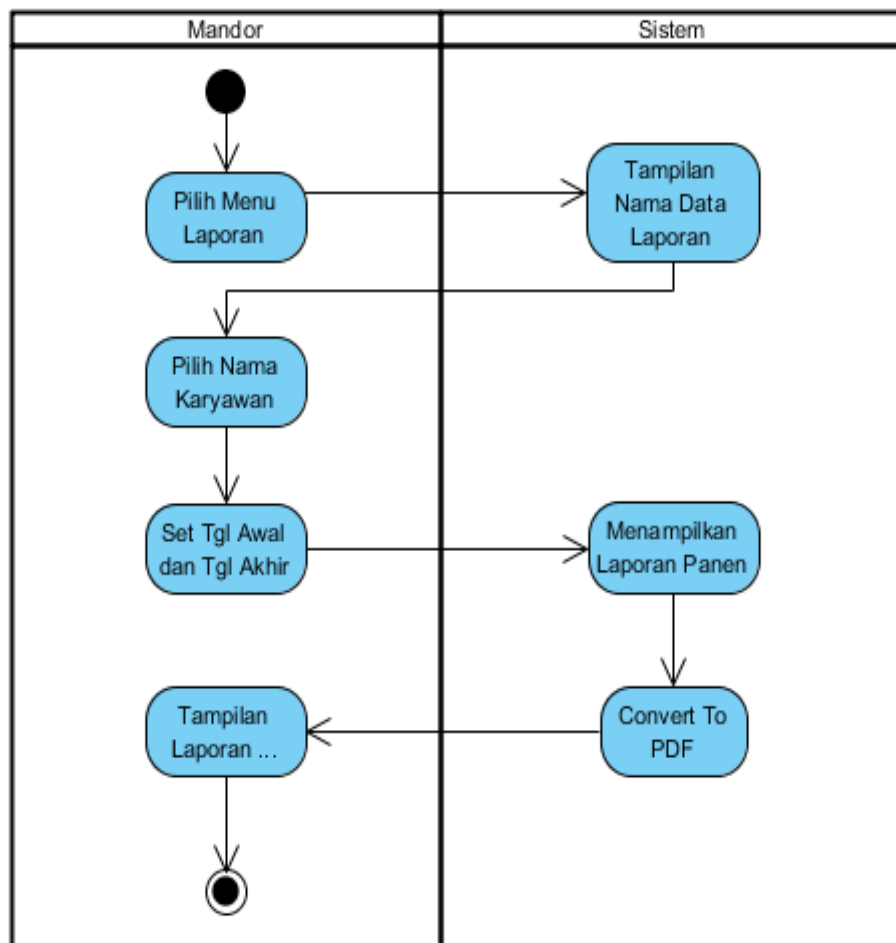 Mandor
Sistem
Pilih Menu
Laporan
Tampilan
Nama Data
Laporan
Pilih Nama
Karyawan
Set Tgl Awal
dan Tgl Akhir
Menampilkan
Laporan Panen
Convert To
PDF
Tampilan
Laporan ...